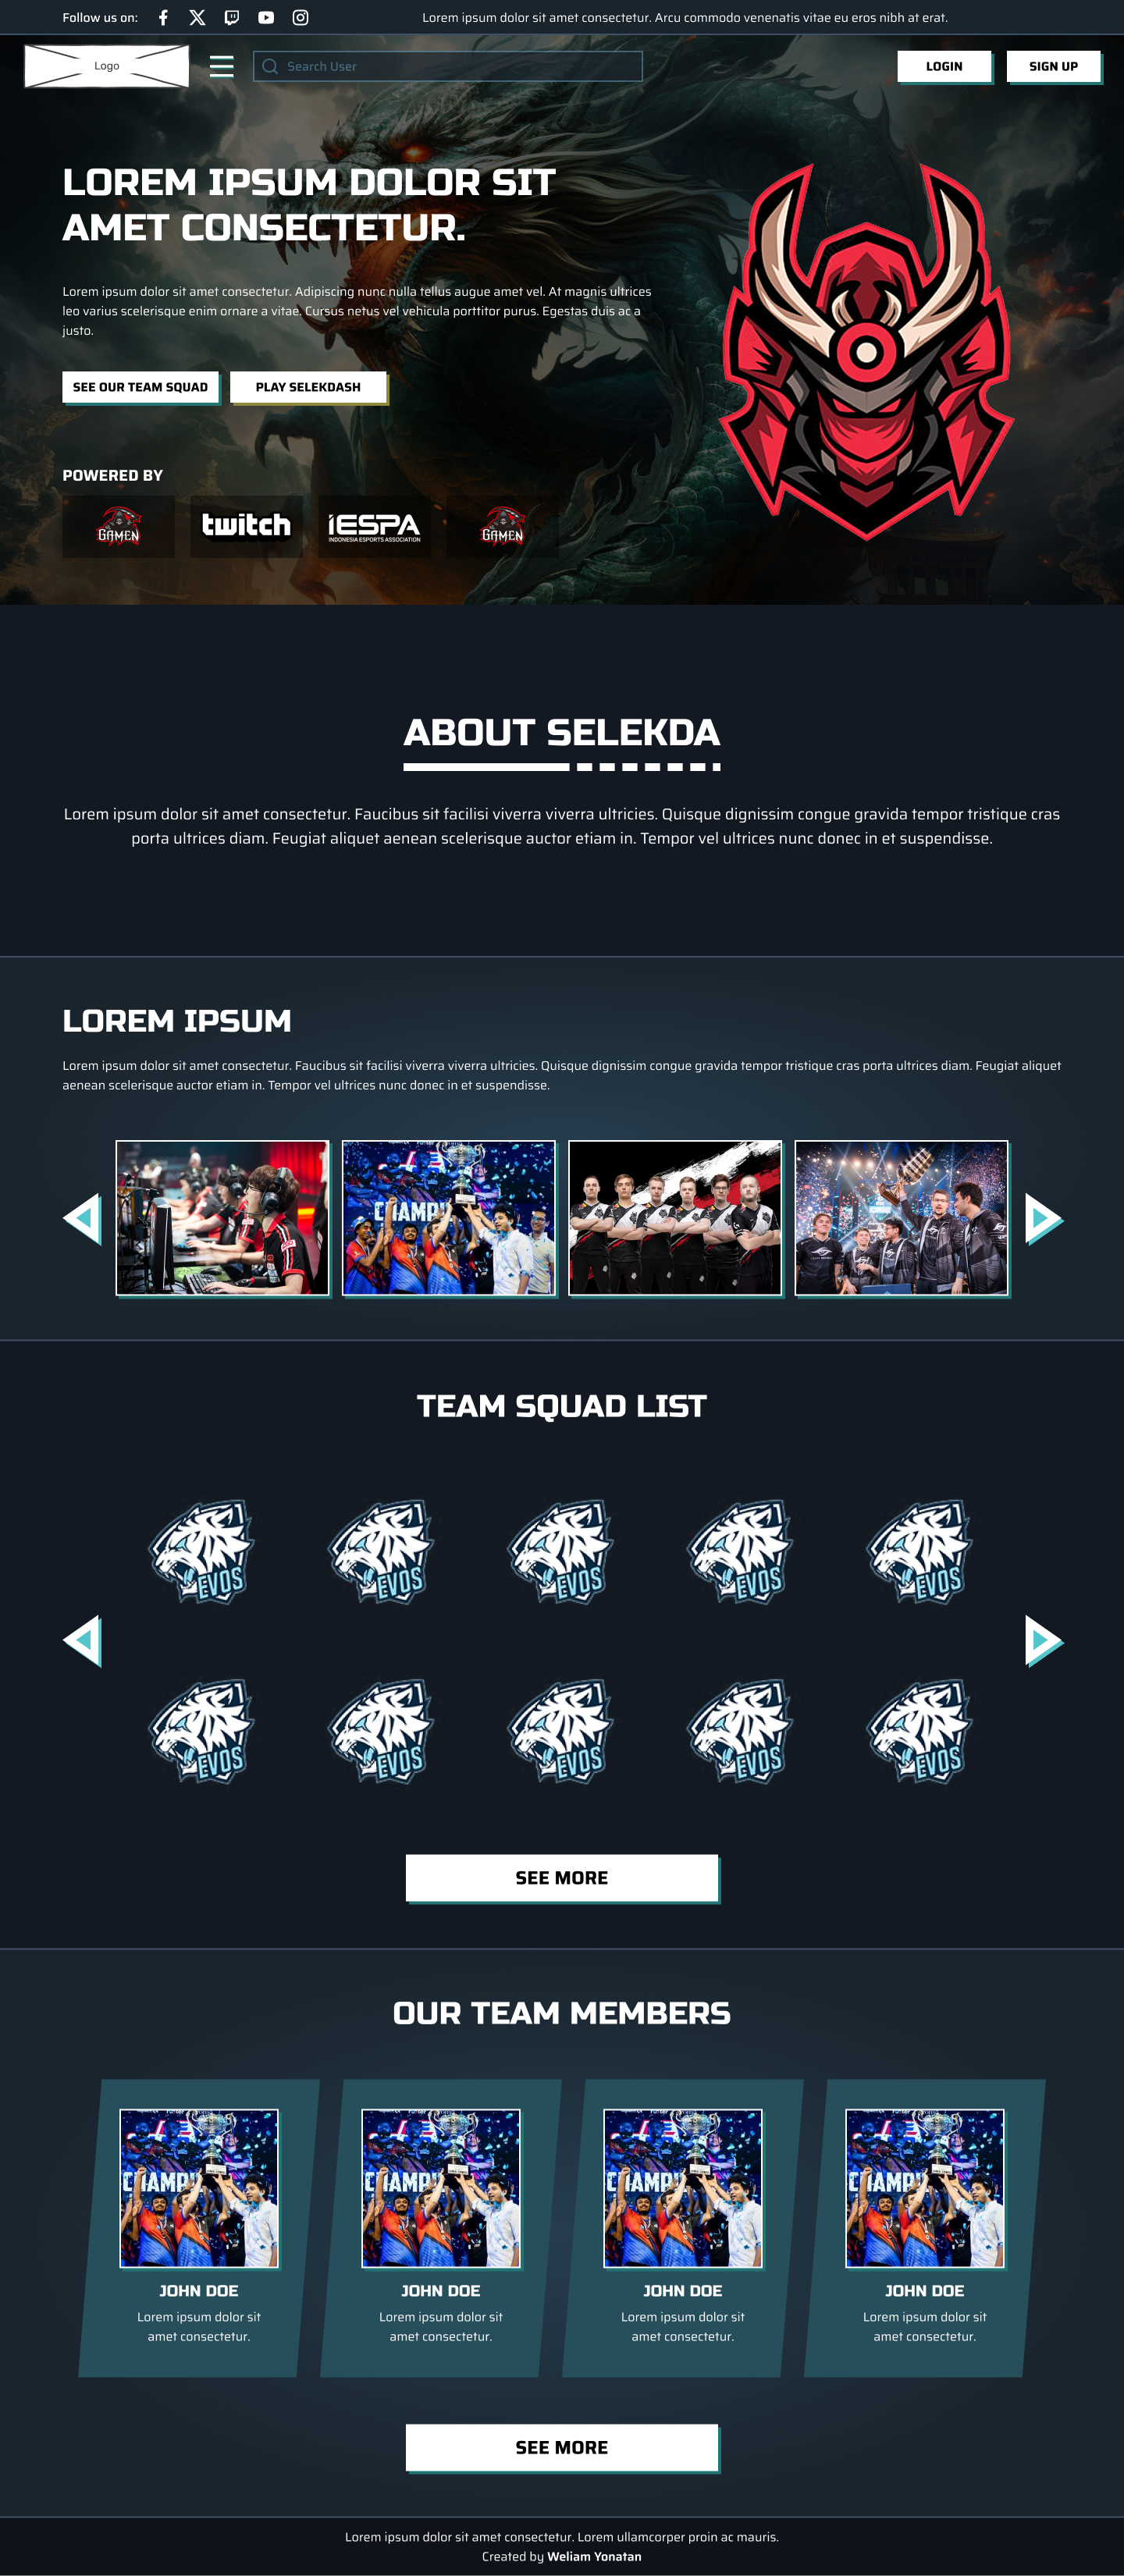 Follow us on:
Lorem ipsum dolor sit amet consectetur. Arcu commodo venenatis vitae eu eros nibh at erat.
Logo
Search User
LOGIN
SIGN UP
LOREM IPSUM DOLOR SIT
AMET CONSECTETUR.
Lorem ipsum dolor sit amet consectetur. Adipiscing nunc nulla tellus augue amet vel. At magnis ultrices
leo varius scelerisque enim ornare a vitae. Cursus netus vel vehicula porttitor purus. Egestas duis ac a
justo.
SEE OUR TEAM SQUAD
PLAY SELEKDASH
POWERED BY
GAMEN
twitch
IESPA
INDONESIA ESPORTS ASSOCIATION
GAMEN
ABOUT SELEKDA
Lorem ipsum dolor sit amet consectetur. Faucibus sit facilisi viverra viverra ultricies. Quisque dignissim congue gravida tempor tristique cras
porta ultrices diam. Feugiat aliquet aenean scelerisque auctor etiam in. Tempor vel ultrices nunc donec in et suspendisse.
LOREM IPSUM
Lorem ipsum dolor sit amet consectetur. Faucibus sit facilisi viverra viverra ultricies. Quisque dignissim congue gravida tempor tristique cras porta ultrices diam. Feugiat aliquet
aenean scelerisque auctor etiam in. Tempor vel ultrices nunc donec in et suspendisse.
CHAMPI
TEAM SQUAD LIST
EVOS
EVOS
EVOS
EVOS
EVOS
EVOS
EVOS
EVOS
EVOS
EVOS
SEE MORE
OUR TEAM MEMBERS
CHAMPI
CHAMPI
CHAMPI
CHAMPI
JOHN DOE
Lorem ipsum dolor sit
amet consectetur.
JOHN DOE
Lorem ipsum dolor sit
amet consectetur.
JOHN DOE
Lorem ipsum dolor sit
amet consectetur.
JOHN DOE
Lorem ipsum dolor sit
amet consectetur.
SEE MORE
Lorem ipsum dolor sit amet consectetur. Lorem ullamcorper proin ac mauris.
Created by Weliam Yonatan